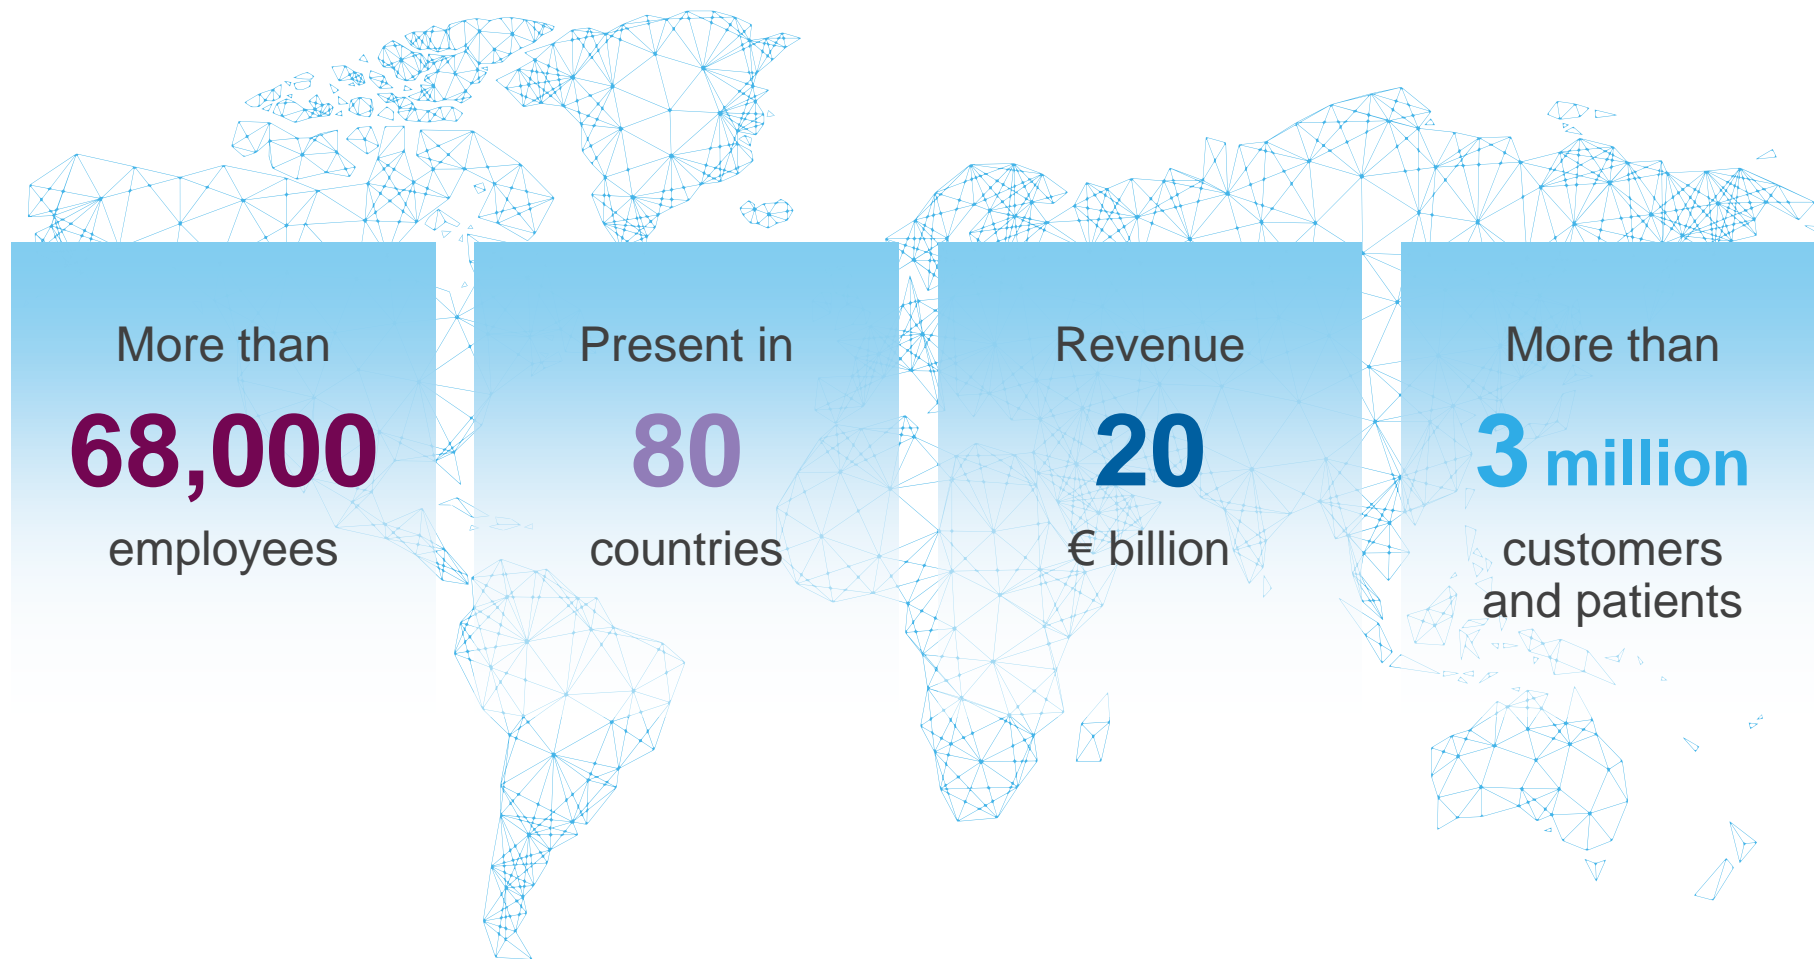 More than
68,000
employees
Present in
80
countries
Revenue
20
€ billion
More than
3 million
customers
and patients